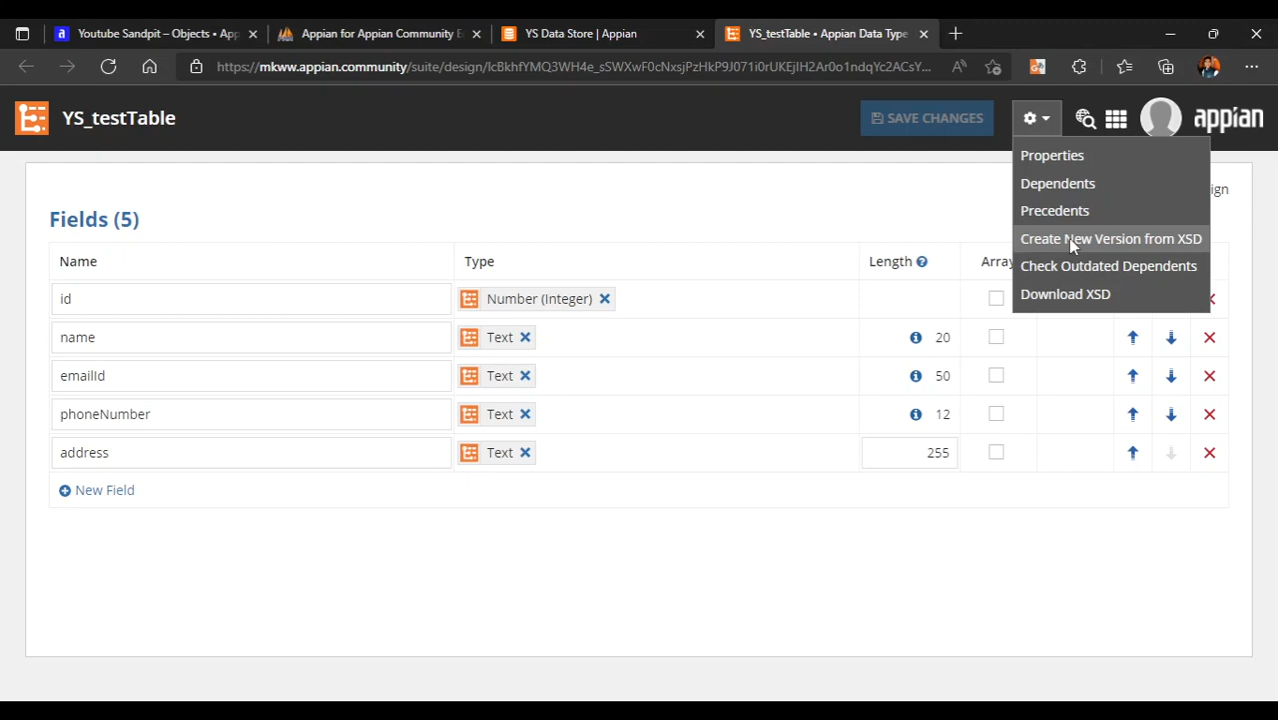 Youtube Sandpit – Objects • App
Appian for Appian Community E
YS Data Store | Appian
YS_testTable • Appian Data Type
https://mkww.appian.community/suite/design/
YS_testTable
SAVE CHANGES
appian
Properties
Dependents
Precedents
Create New Version from XSD
Check Outdated Dependents
Download XSD
ign
Fields (5)
Name
Type
Length
Array
id
Number (Integer)
name
Text
20
emailId
Text
50
phoneNumber
Text
12
address
Text
255
New Field